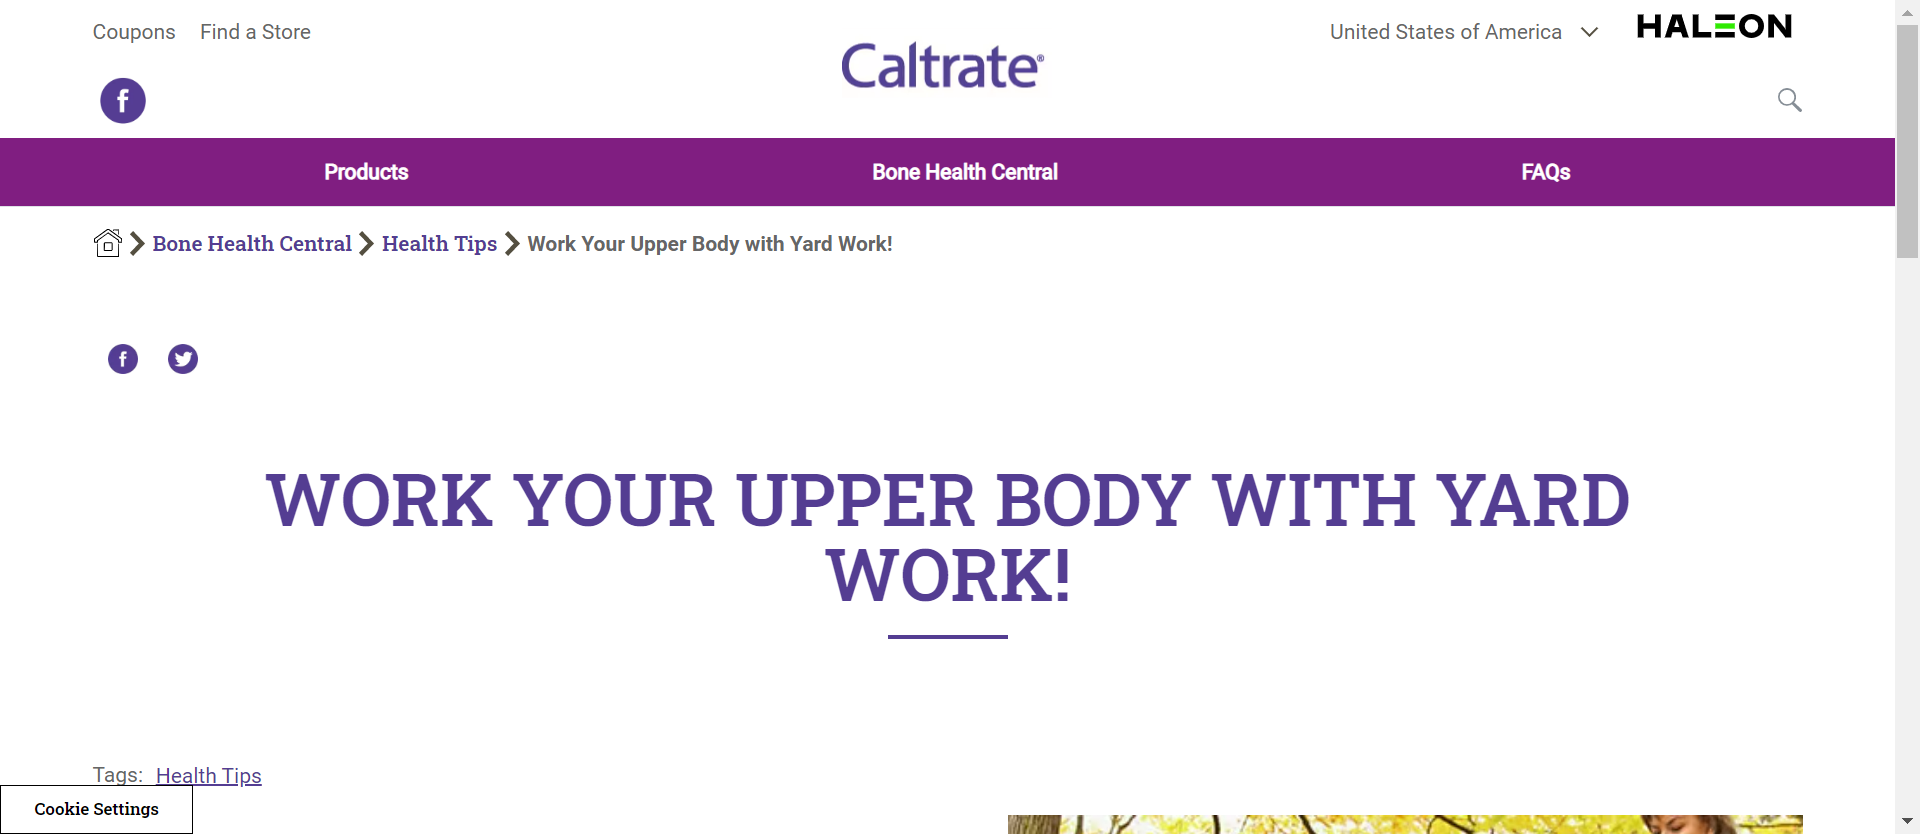 Coupons Find a Store
United States of America
HALEON
Caltrate®
Products Bone Health Central FAQs
Bone Health Central Health Tips Work Your Upper Body with Yard Work!
WORK YOUR UPPER BODY WITH YARD
WORK!
Tags: Health Tips
Cookie Settings